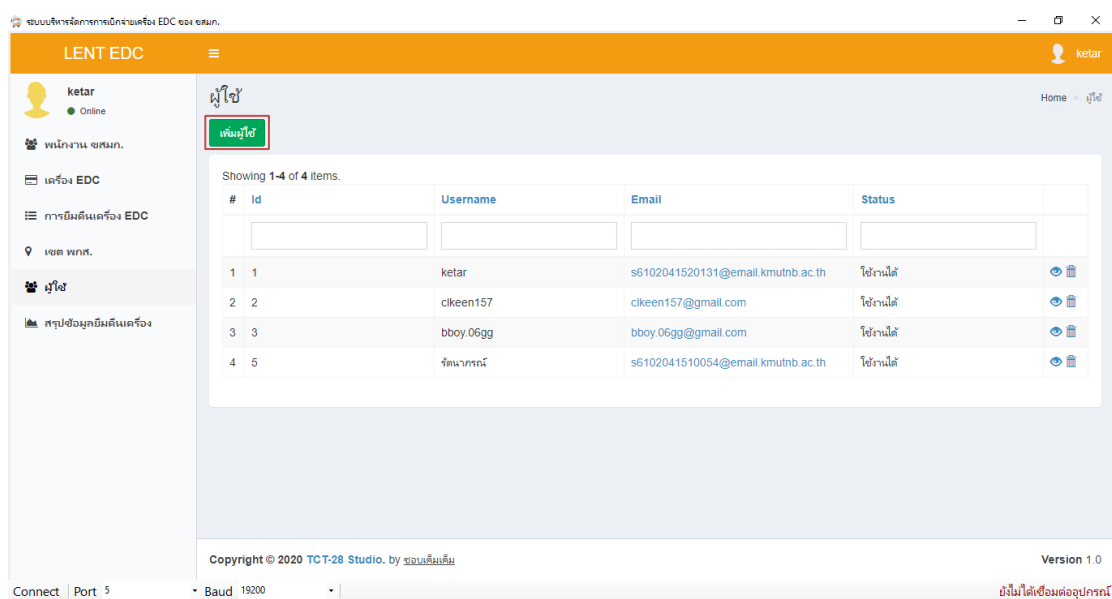 ระบบบริหารจัดการการเบิกจ่ายเครื่อง EDC ของ ขสมก.
LENT EDC
ketar
ketar
Online
พนักงาน ขสมก.
เครื่อง EDC
การยืมคืนเครื่อง EDC
เขต พกส.
ผู้ใช้
สรุปข้อมูลยืมคืนเครื่อง
ผู้ใช้
Home > ผู้ใช้
เพิ่มผู้ใช้
Showing 1-4 of 4 items.
# Id Username Email Status
1 1 ketar s6102041520131@email.kmutnb.ac.th ใช้งานได้
2 2 clkeen157 clkeen157@gmail.com ใช้งานได้
3 3 bboy.06gg bboy.06gg@gmail.com ใช้งานได้
4 5 รัตนาภรณ์ s6102041510054@email.kmutnb.ac.th ใช้งานได้
Copyright © 2020 TCT-28 Studio. by ชอบเค็มเค็ม
Version 1.0
Connect Port 5 Baud 19200 ยังไม่ได้เชื่อมต่ออุปกรณ์